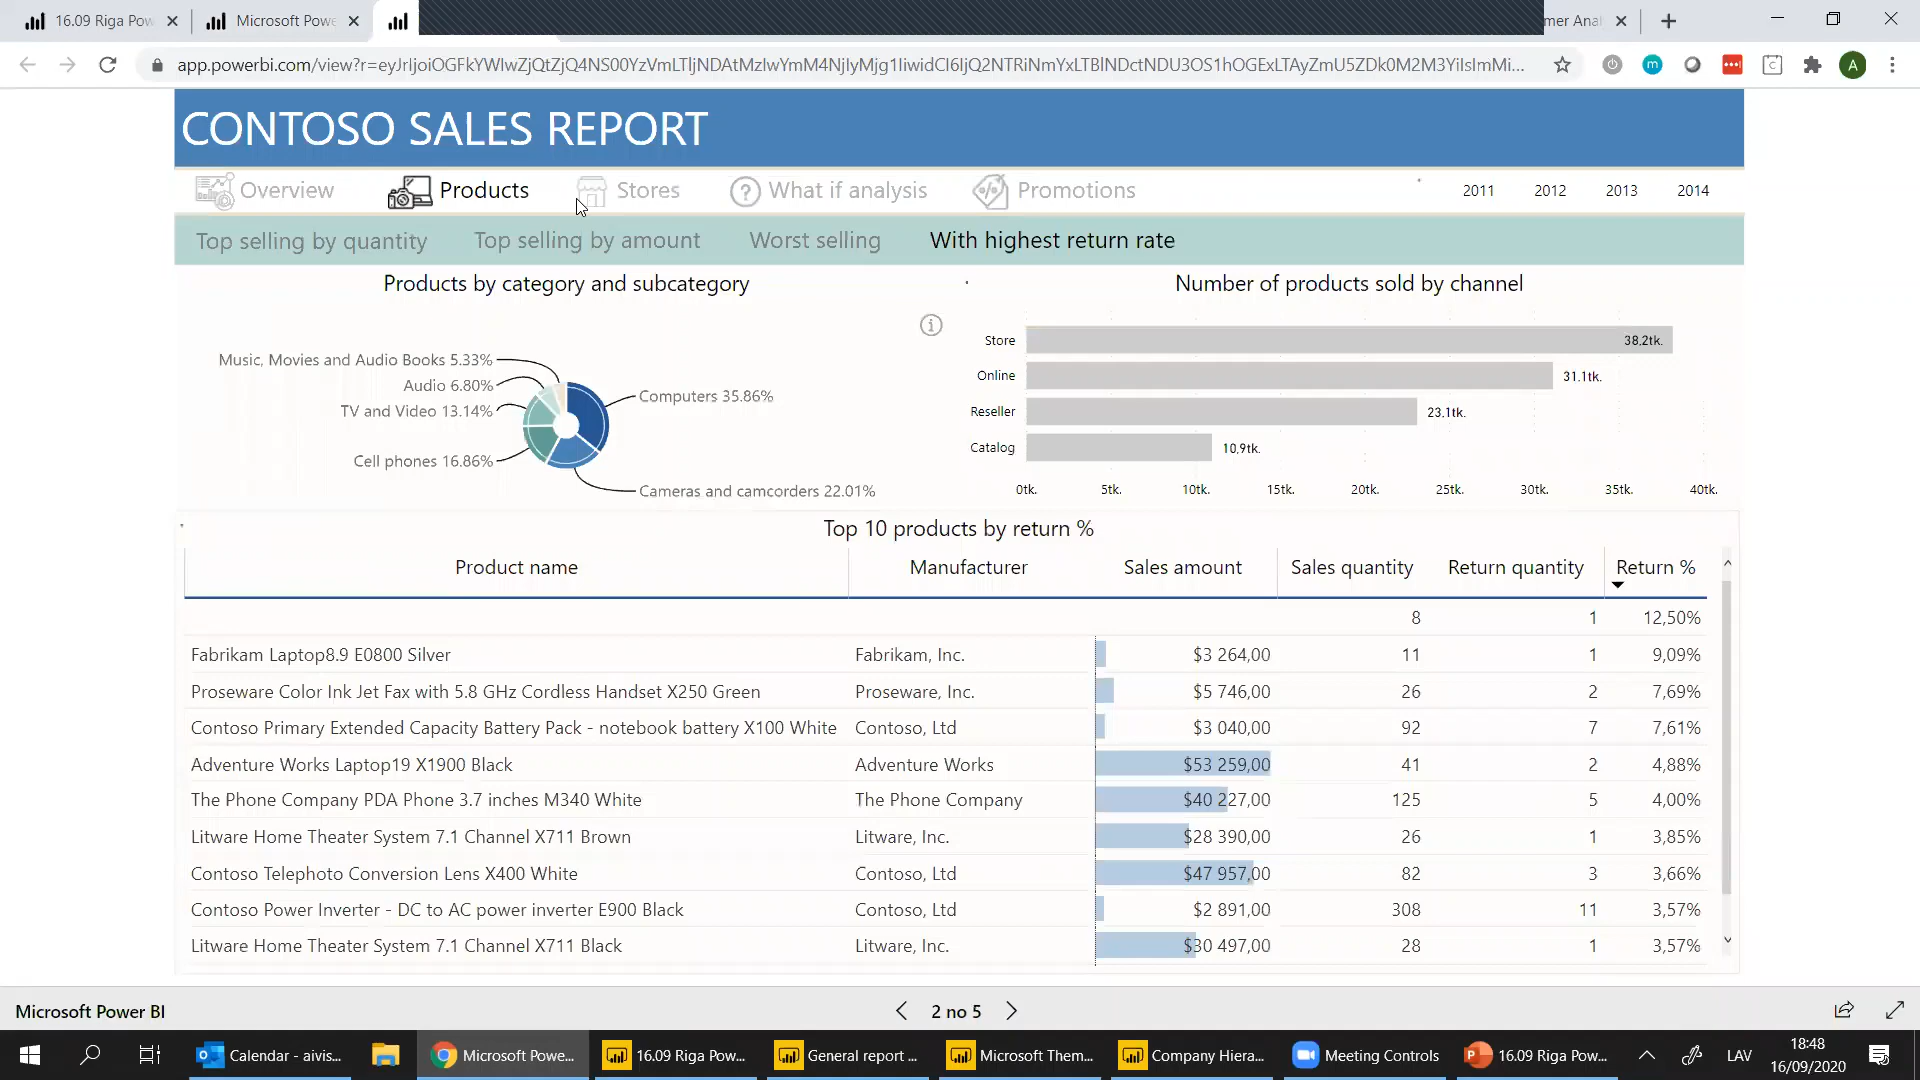 16.09 Riga Pow
Microsoft Powe
mer Anal
app.powerbi.com/view?r=eyJrIjoiOGFkYWIwZjQtZjQ4NS00YzVmLTljNDAtMzIwYmM4NjIyMjg1IiwidCI6IjQ2NTRiNmYxLTBlNDctNDU3OS1hOGExLTAyZmU5ZDk0M2M3YiIsImMi...
A
CONTOSO SALES REPORT
Overview
Products
Stores
What if analysis
Promotions
2011
2012
2013
2014
Top selling by quantity
Top selling by amount
Worst selling
With highest return rate
Products by category and subcategory
Music, Movies and Audio Books 5.33%
Audio 6.80%
TV and Video 13.14%
Cell phones 16.86%
Computers 35.86%
Cameras and camcorders 22.01%
Number of products sold by channel
Store 38,2tk.
Online 31,1tk.
Reseller 23,1tk.
Catalog 10,9tk.
0tk. 5tk. 10tk. 15tk. 20tk. 25tk. 30tk. 35tk. 40tk.
Top 10 products by return %
Product name Manufacturer Sales amount Sales quantity Return quantity Return %
8 1 12,50%
Fabrikam Laptop8.9 E0800 Silver Fabrikam, Inc. $3 264,00 11 1 9,09%
Proseware Color Ink Jet Fax with 5.8 GHz Cordless Handset X250 Green Proseware, Inc. $5 746,00 26 2 7,69%
Contoso Primary Extended Capacity Battery Pack - notebook battery X100 White Contoso, Ltd $3 040,00 92 7 7,61%
Adventure Works Laptop19 X1900 Black Adventure Works $53 259,00 41 2 4,88%
The Phone Company PDA Phone 3.7 inches M340 White The Phone Company $40 227,00 125 5 4,00%
Litware Home Theater System 7.1 Channel X711 Brown Litware, Inc. $28 390,00 26 1 3,85%
Contoso Telephoto Conversion Lens X400 White Contoso, Ltd $47 957,00 82 3 3,66%
Contoso Power Inverter - DC to AC power inverter E900 Black Contoso, Ltd $2 891,00 308 11 3,57%
Litware Home Theater System 7.1 Channel X711 Black Litware, Inc. $30 497,00 28 1 3,57%
Microsoft Power BI
2 no 5
Calendar - aivis...
Microsoft Powe...
16.09 Riga Pow...
General report ...
Microsoft Them...
Company Hiera...
Meeting Controls
16.09 Riga Pow...
LAV
18:48
16/09/2020